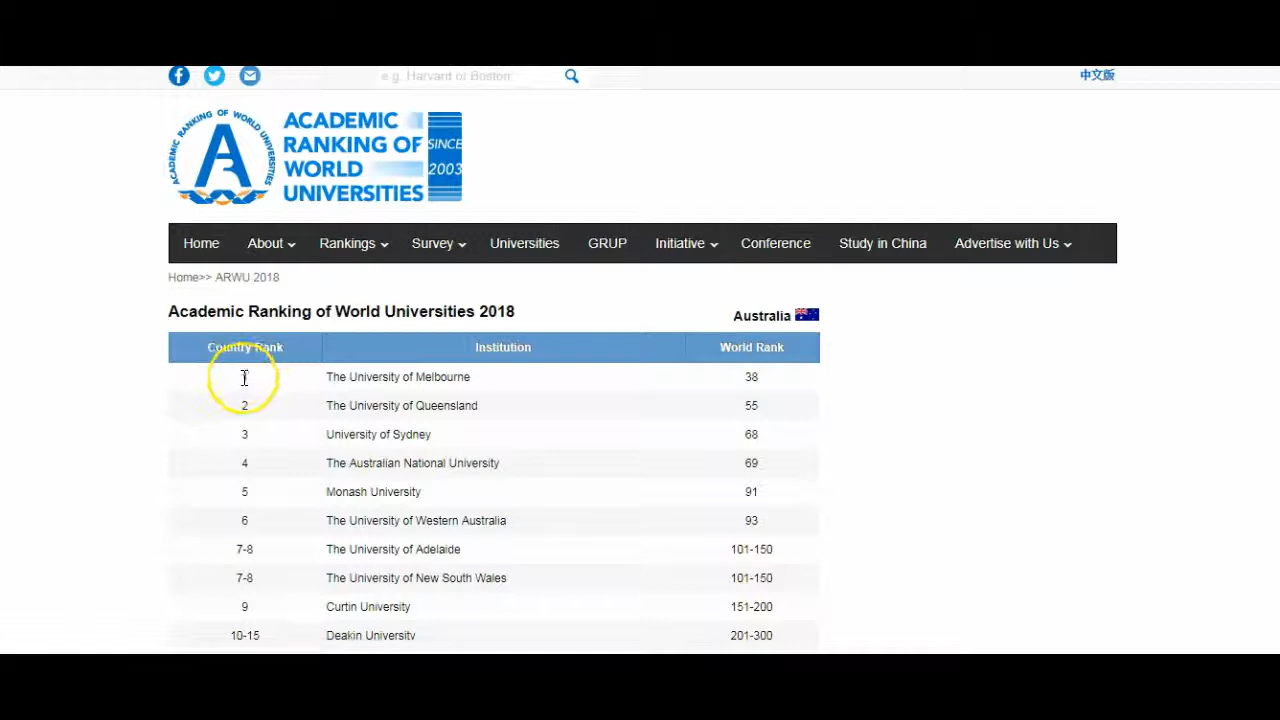 e.g. Harvard or Boston
中文版
ACADEMIC RANKING OF WORLD UNIVERSITIES
ACADEMIC
RANKING OF
WORLD
UNIVERSITIES
SINCE
2003
Home About Rankings Survey Universities GRUP Initiative Conference Study in China Advertise with Us
Home>> ARWU 2018
Academic Ranking of World Universities 2018
Australia
Country Rank Institution World Rank
The University of Melbourne 38
2 The University of Queensland 55
3 University of Sydney 68
4 The Australian National University 69
5 Monash University 91
6 The University of Western Australia 93
7-8 The University of Adelaide 101-150
7-8 The University of New South Wales 101-150
9 Curtin University 151-200
10-15 Deakin University 201-300